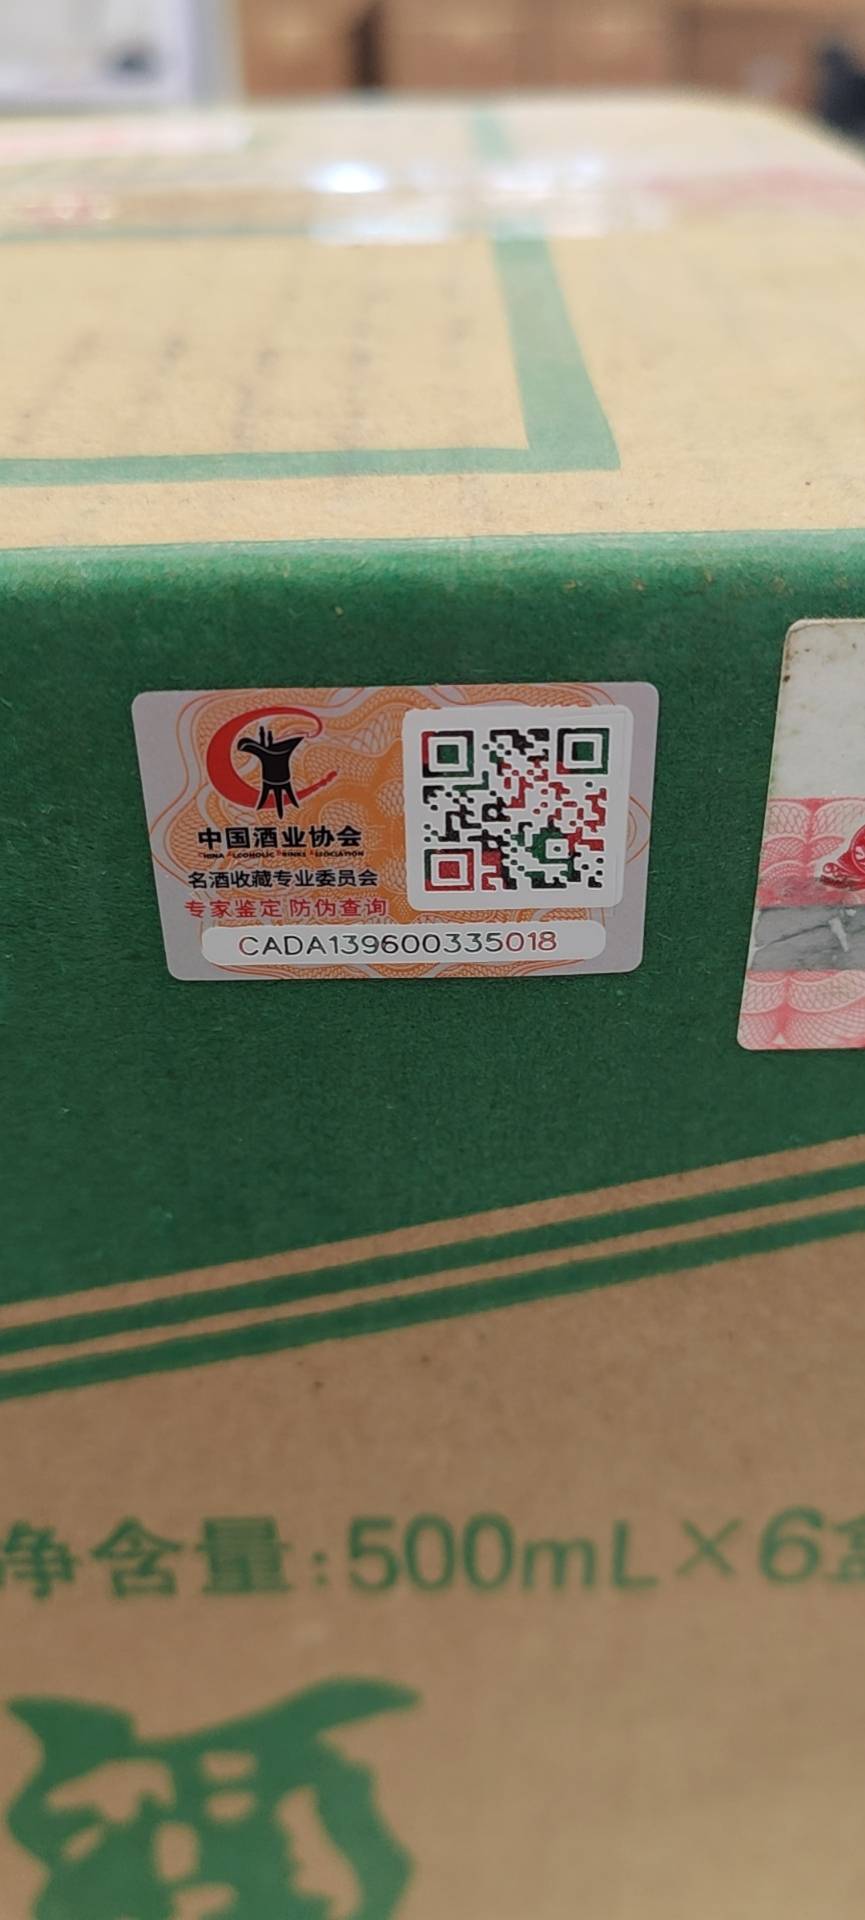 中国酒业协会
CHINA ALCOHOLIC DRINKS ASSOCIATION
名酒收藏专业委员会
专家鉴定 防伪查询
CADA139600335018
净含量:500mL×6盒